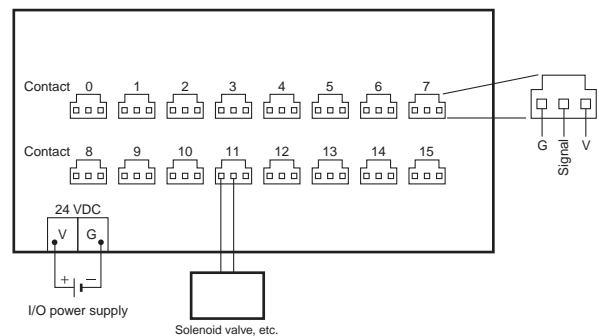 Contact 0 1 2 3 4 5 6 7
G Signal V
Contact 8 9 10 11 12 13 14 15
24 VDC
V G
+ −
I/O power supply
Solenoid valve, etc.